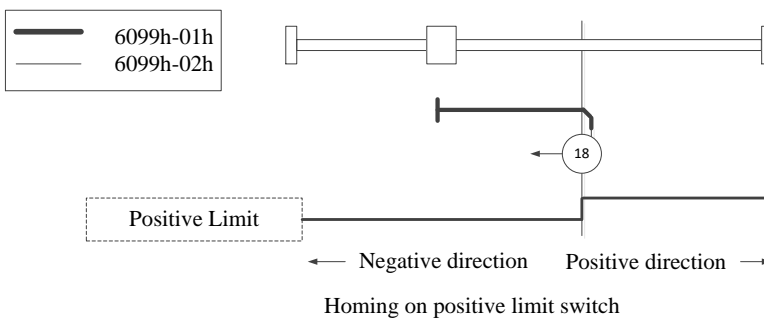 6099h-01h
6099h-02h
18
Positive Limit
Negative direction
Positive direction
Homing on positive limit switch